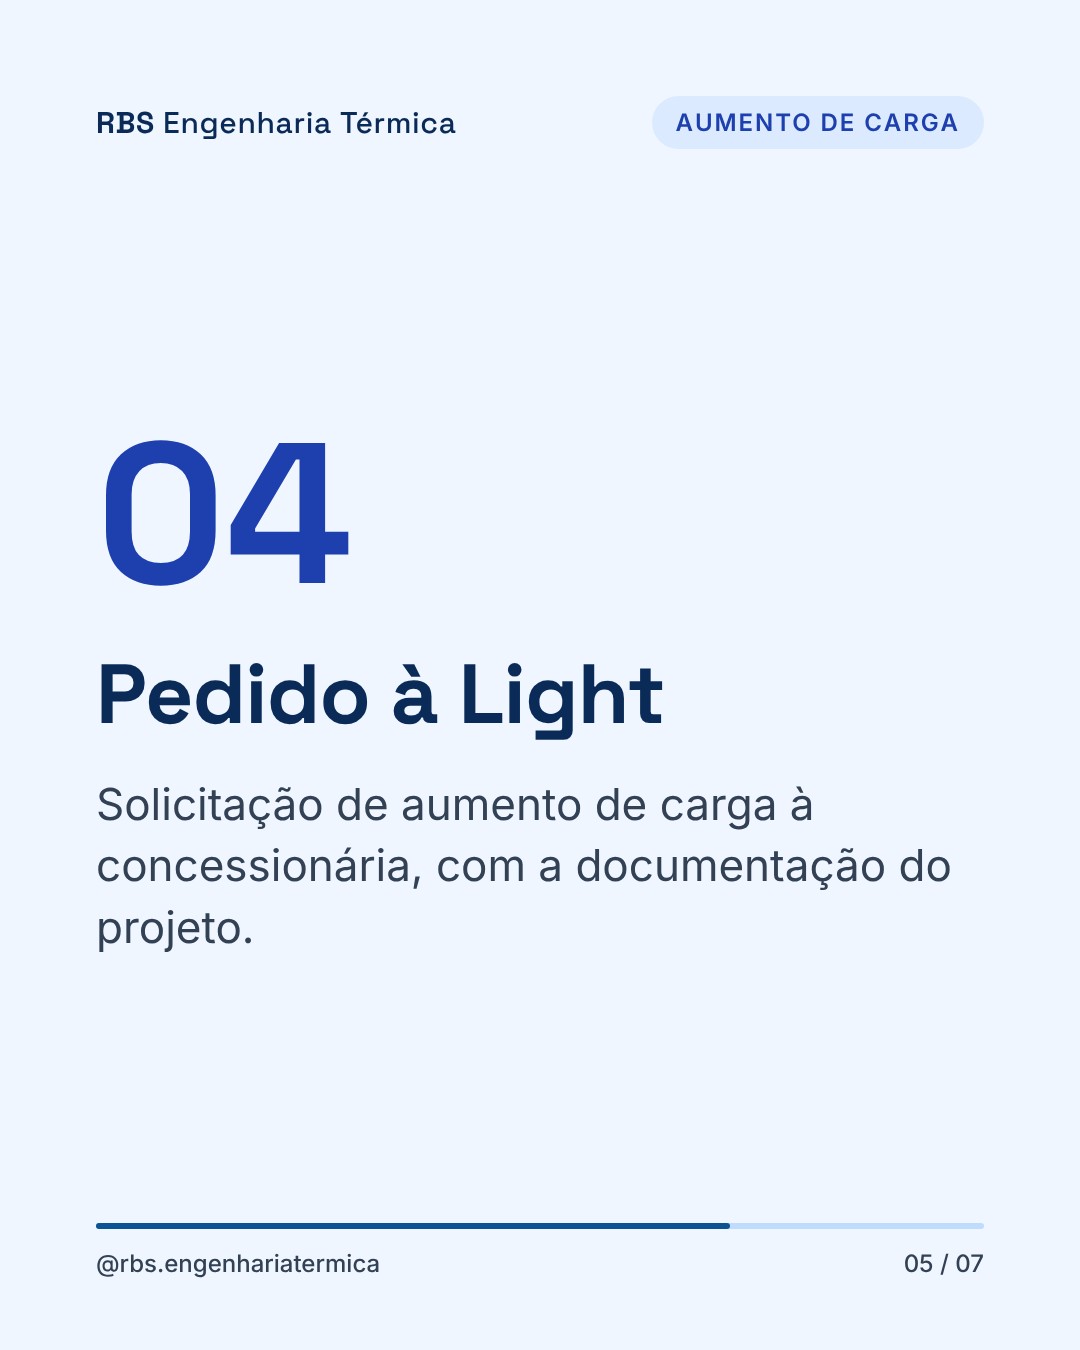 RBS Engenharia Térmica
AUMENTO DE CARGA
04
Pedido à Light
Solicitação de aumento de carga à
concessionária, com a documentação do
projeto.
@rbs.engenhariatermica
05 / 07